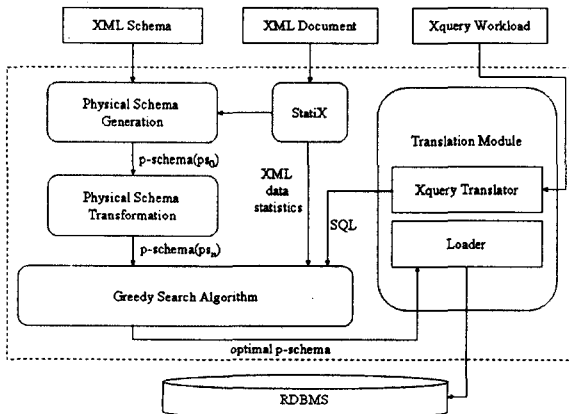 XML Schema
XML Document
Xquery Workload
Physical Schema
Generation
StatiX
Translation Module
p-schema(ps0)
XML
data
statistics
Physical Schema
Transformation
Xquery Translator
SQL
Loader
p-schema(psn)
Greedy Search Algorithm
optimal p-schema
RDBMS